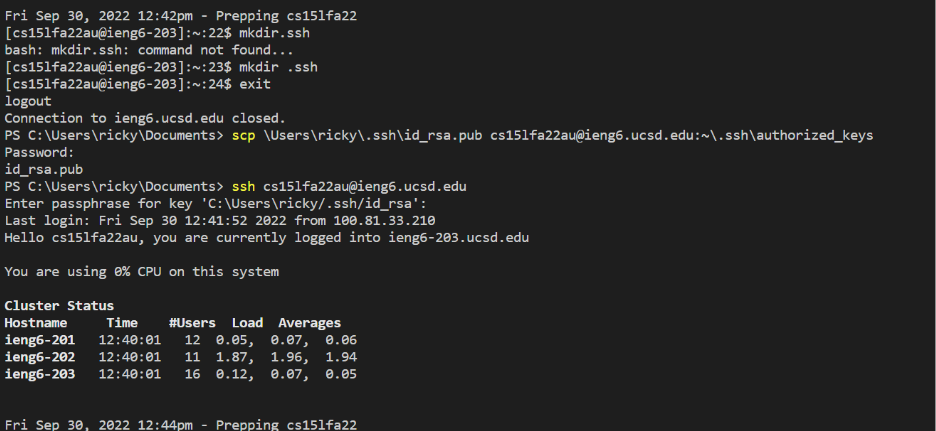 Fri Sep 30, 2022 12:42pm - Prepping cs15lfa22
[cs15lfa22au@ieng6-203]:~:22$ mkdir.ssh
bash: mkdir.ssh: command not found...
[cs15lfa22au@ieng6-203]:~:23$ mkdir .ssh
[cs15lfa22au@ieng6-203]:~:24$ exit
logout
Connection to ieng6.ucsd.edu closed.
PS C:\Users\ricky\Documents> scp \Users\ricky\.ssh\id_rsa.pub cs15lfa22au@ieng6.ucsd.edu:~\.ssh\authorized_keys
Password:
id_rsa.pub
PS C:\Users\ricky\Documents> ssh cs15lfa22au@ieng6.ucsd.edu
Enter passphrase for key 'C:\Users\ricky/.ssh/id_rsa':
Last login: Fri Sep 30 12:41:52 2022 from 100.81.33.210
Hello cs15lfa22au, you are currently logged into ieng6-203.ucsd.edu
You are using 0% CPU on this system
Cluster Status
Hostname Time #Users Load Averages
ieng6-201 12:40:01 12 0.05, 0.07, 0.06
ieng6-202 12:40:01 11 1.87, 1.96, 1.94
ieng6-203 12:40:01 16 0.12, 0.07, 0.05
Fri Sep 30, 2022 12:44pm - Prepping cs15lfa22